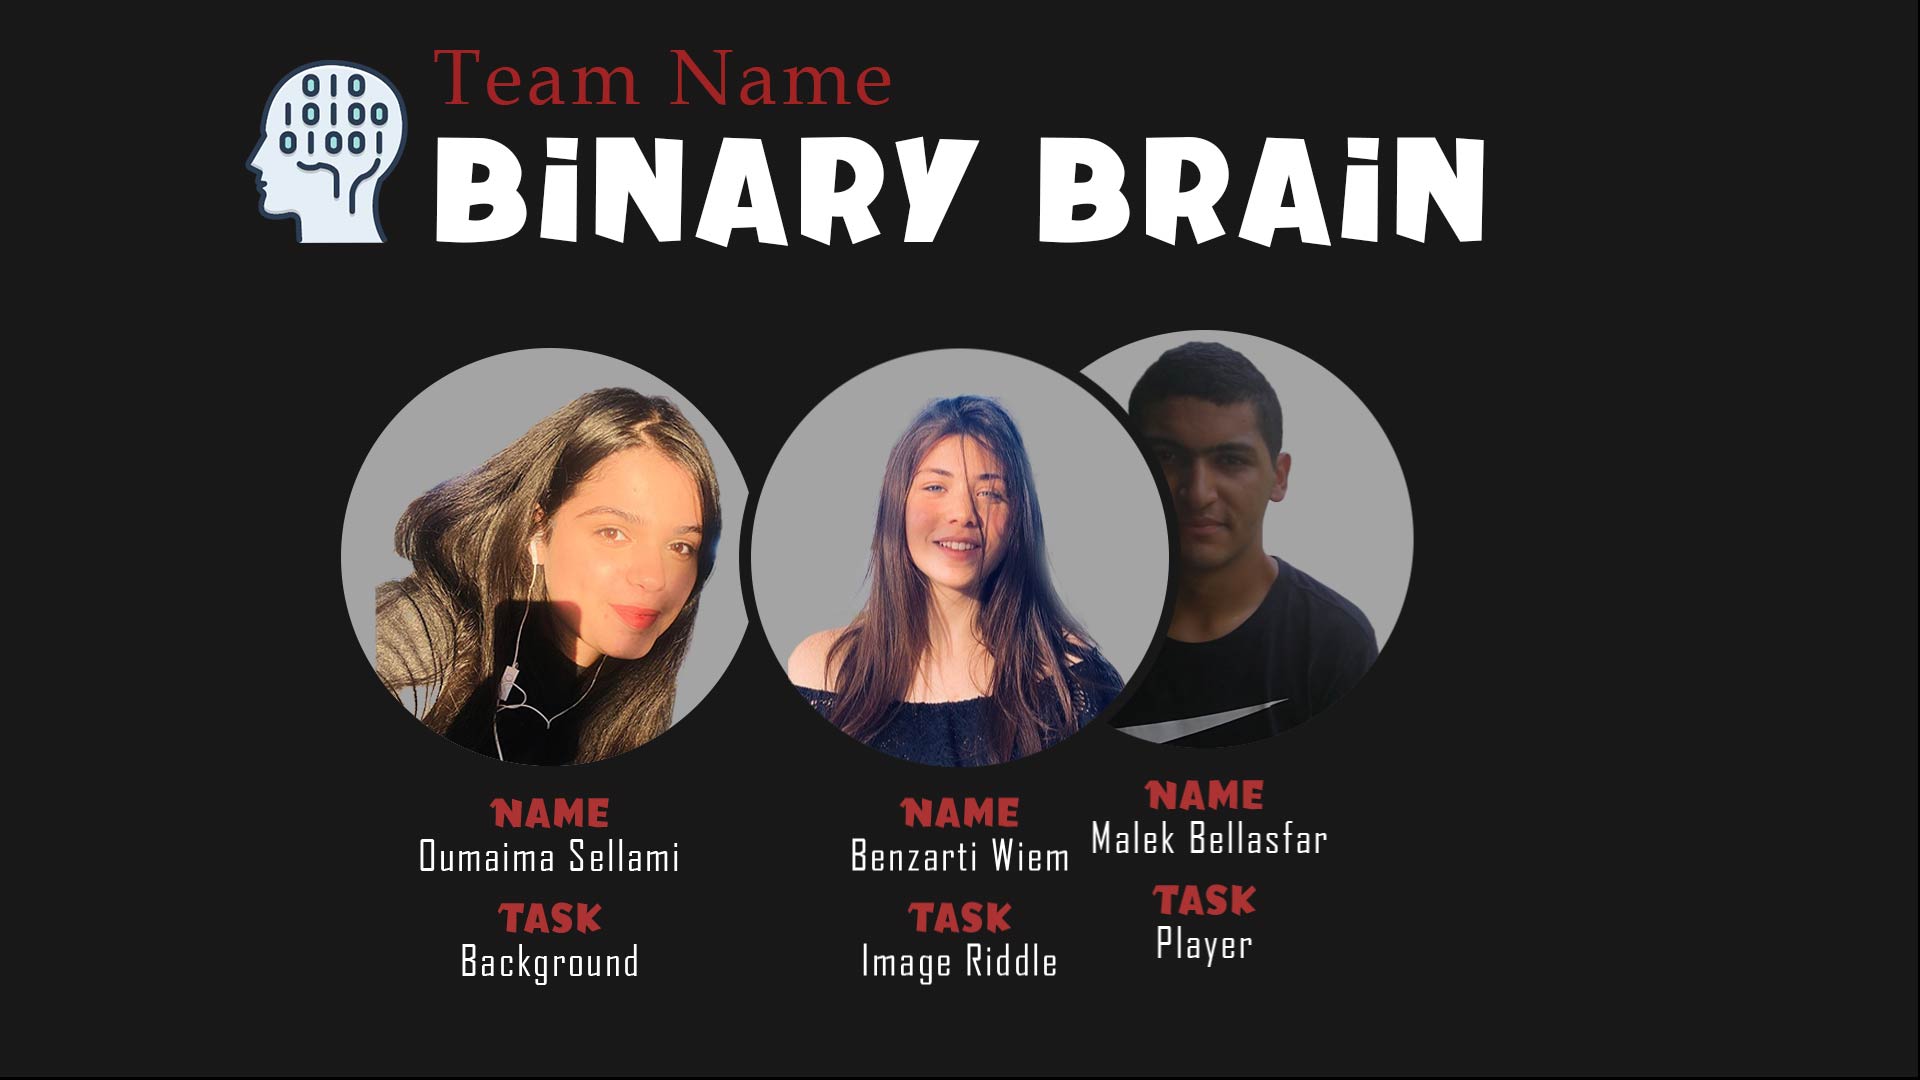 010
10100
01001
Team Name
BiNARY BRAiN
NAME
Oumaima Sellami
TASK
Background
NAME
Benzarti Wiem
TASK
Image Riddle
NAME
Malek Bellasfar
TASK
Player